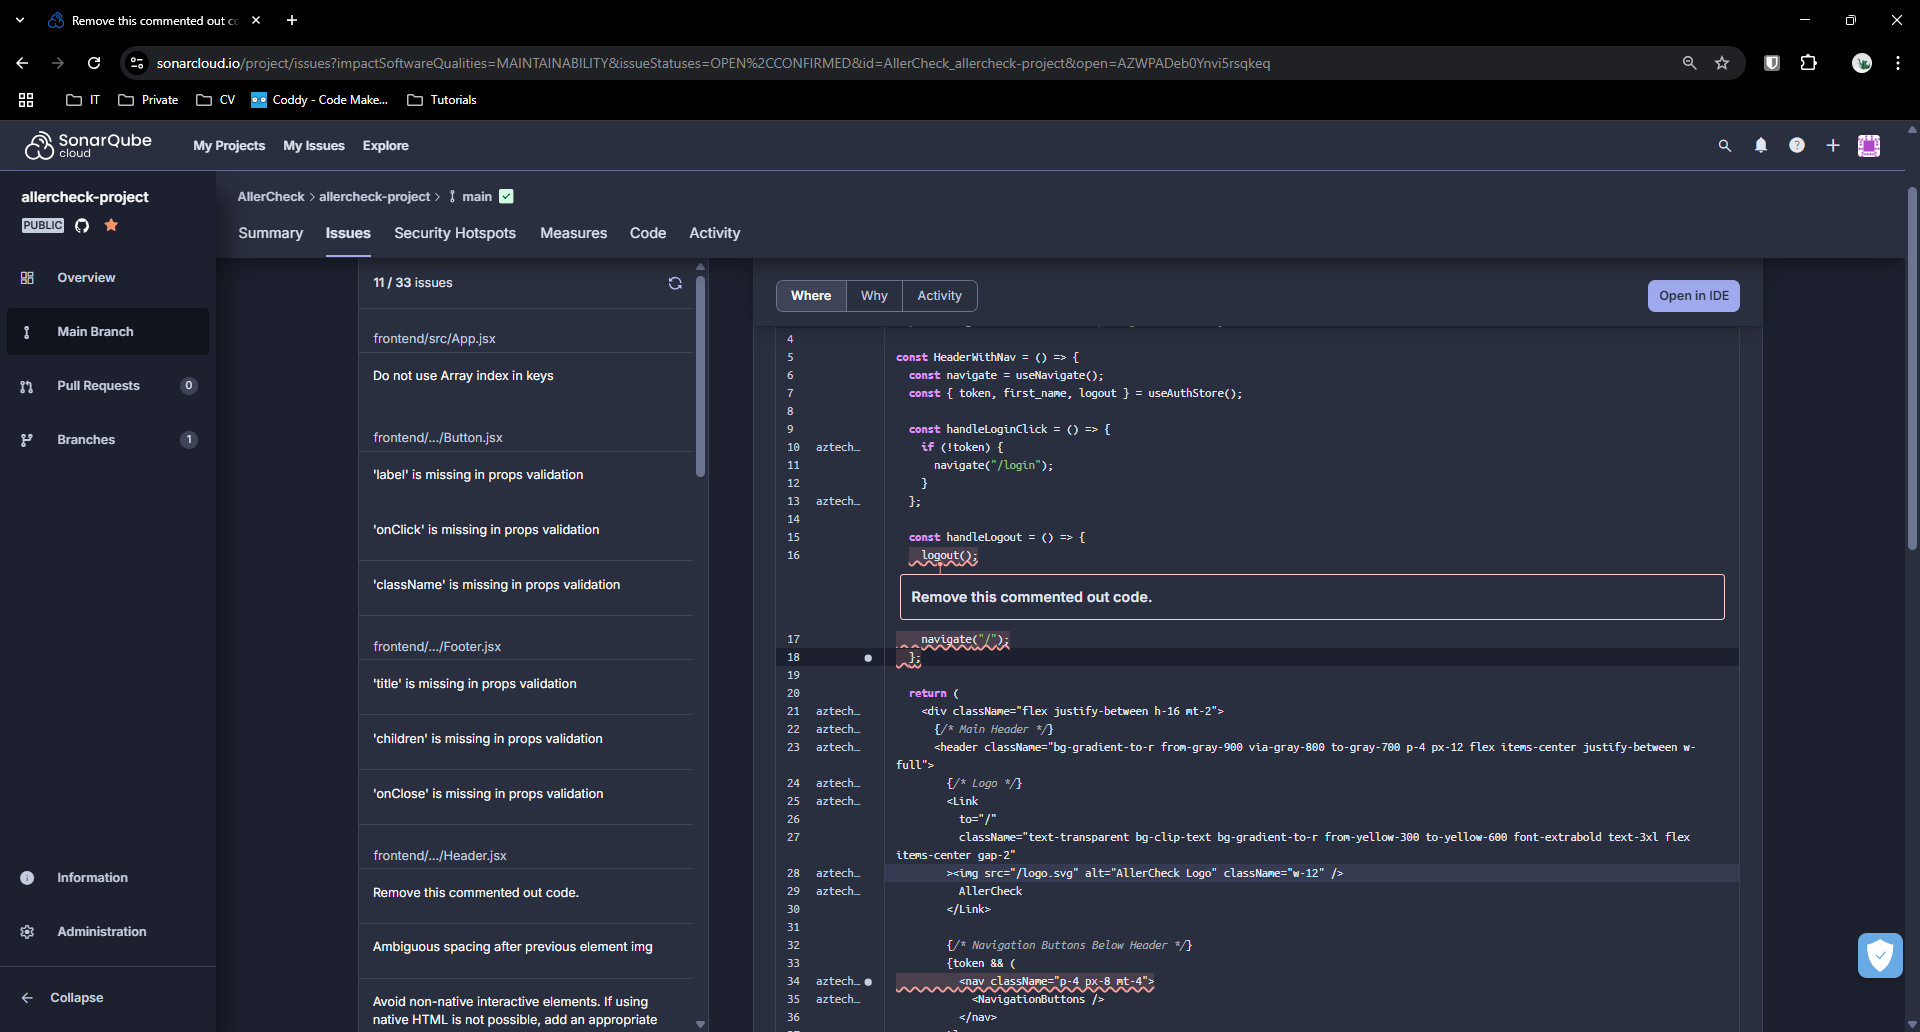 Remove this commented out co
sonarcloud.io/project/issues?impactSoftwareQualities=MAINTAINABILITY&issueStatuses=OPEN%2CCONFIRMED&id=AllerCheck_allercheck-project&open=AZWPADeb0Ynvi5rsqkeq
IT Private CV Coddy - Code Make... Tutorials
SonarQube
cloud
My Projects My Issues Explore
allercheck-project
PUBLIC
Overview
Main Branch
Pull Requests 0
Branches 1
Information
Administration
Collapse
AllerCheck > allercheck-project > main
Summary Issues Security Hotspots Measures Code Activity
11 / 33 issues
frontend/src/App.jsx
Do not use Array index in keys
frontend/.../Button.jsx
'label' is missing in props validation
'onClick' is missing in props validation
'className' is missing in props validation
frontend/.../Footer.jsx
'title' is missing in props validation
'children' is missing in props validation
'onClose' is missing in props validation
frontend/.../Header.jsx
Remove this commented out code.
Ambiguous spacing after previous element img
Avoid non-native interactive elements. If using
native HTML is not possible, add an appropriate
Where Why Activity
Open in IDE
4
5 const HeaderWithNav = () => {
6 const navigate = useNavigate();
7 const { token, first_name, logout } = useAuthStore();
8
9 const handleLoginClick = () => {
10 aztech… if (!token) {
11 navigate("/login");
12 }
13 aztech… };
14
15 const handleLogout = () => {
16 logout();
Remove this commented out code.
17 navigate("/");
18 };
19
20 return (
21 aztech… <div className="flex justify-between h-16 mt-2">
22 aztech… {/* Main Header */}
23 aztech… <header className="bg-gradient-to-r from-gray-900 via-gray-800 to-gray-700 p-4 px-12 flex items-center justify-between w-
full">
24 aztech… {/* Logo */}
25 aztech… <Link
26 to="/"
27 className="text-transparent bg-clip-text bg-gradient-to-r from-yellow-300 to-yellow-600 font-extrabold text-3xl flex
items-center gap-2"
28 aztech… ><img src="/logo.svg" alt="AllerCheck Logo" className="w-12" />
29 aztech… AllerCheck
30 </Link>
31
32 {/* Navigation Buttons Below Header */}
33 {token && (
34 aztech… <nav className="p-4 px-8 mt-4">
35 aztech… <NavigationButtons />
36 </nav>